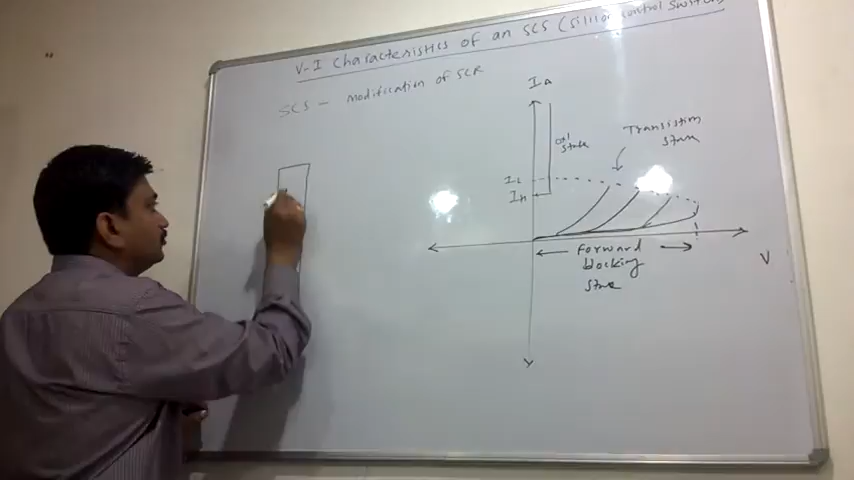 V-I Characteristics of an SCS (Silicon Control Switch)
SCS - Modification of SCR
IA
on state
Transistion
State
IL
IH
Forward
blocking
State
V